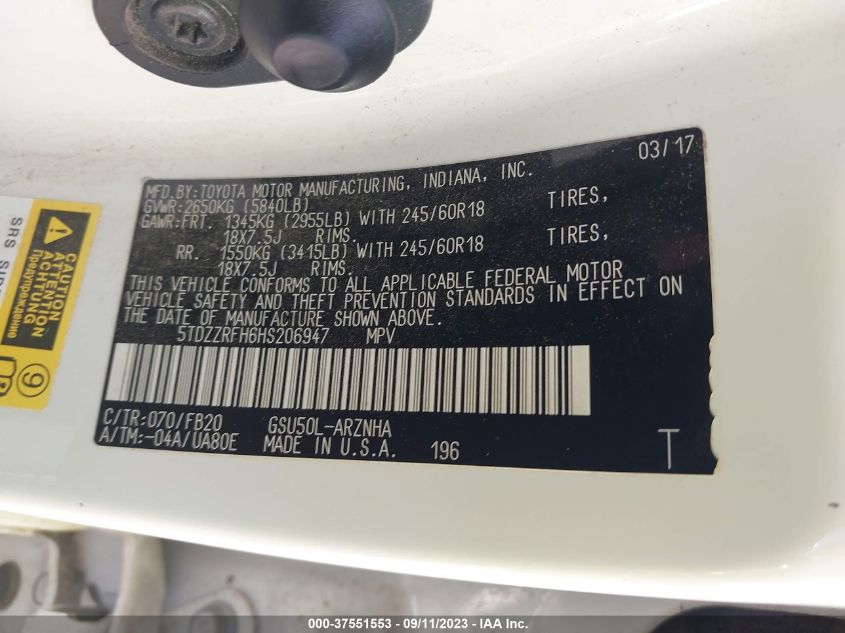 03/17
MFD.BY:TOYOTA MOTOR MANUFACTURING, INDIANA, INC.
GVWR:2650KG (5840LB)
GAWR:FRT. 1345KG (2955LB) WITH 245/60R18 TIRES,
18X7.5J RIMS.
RR. 1550KG (3415LB) WITH 245/60R18 TIRES,
18X7.5J RIMS.
THIS VEHICLE CONFORMS TO ALL APPLICABLE FEDERAL MOTOR
VEHICLE SAFETY AND THEFT PREVENTION STANDARDS IN EFFECT ON
THE DATE OF MANUFACTURE SHOWN ABOVE.
5TDZZRFH6HS206947 MPV
C/TR:070/FB20 GSU50L-ARZNHA
A/TM:-04A/UA80E MADE IN U.S.A. 196
T
SRS
CAUTION
ATTENTION
ACHTUNG
Предупреждение
9
000-37551553 - 09/11/2023 - IAA Inc.